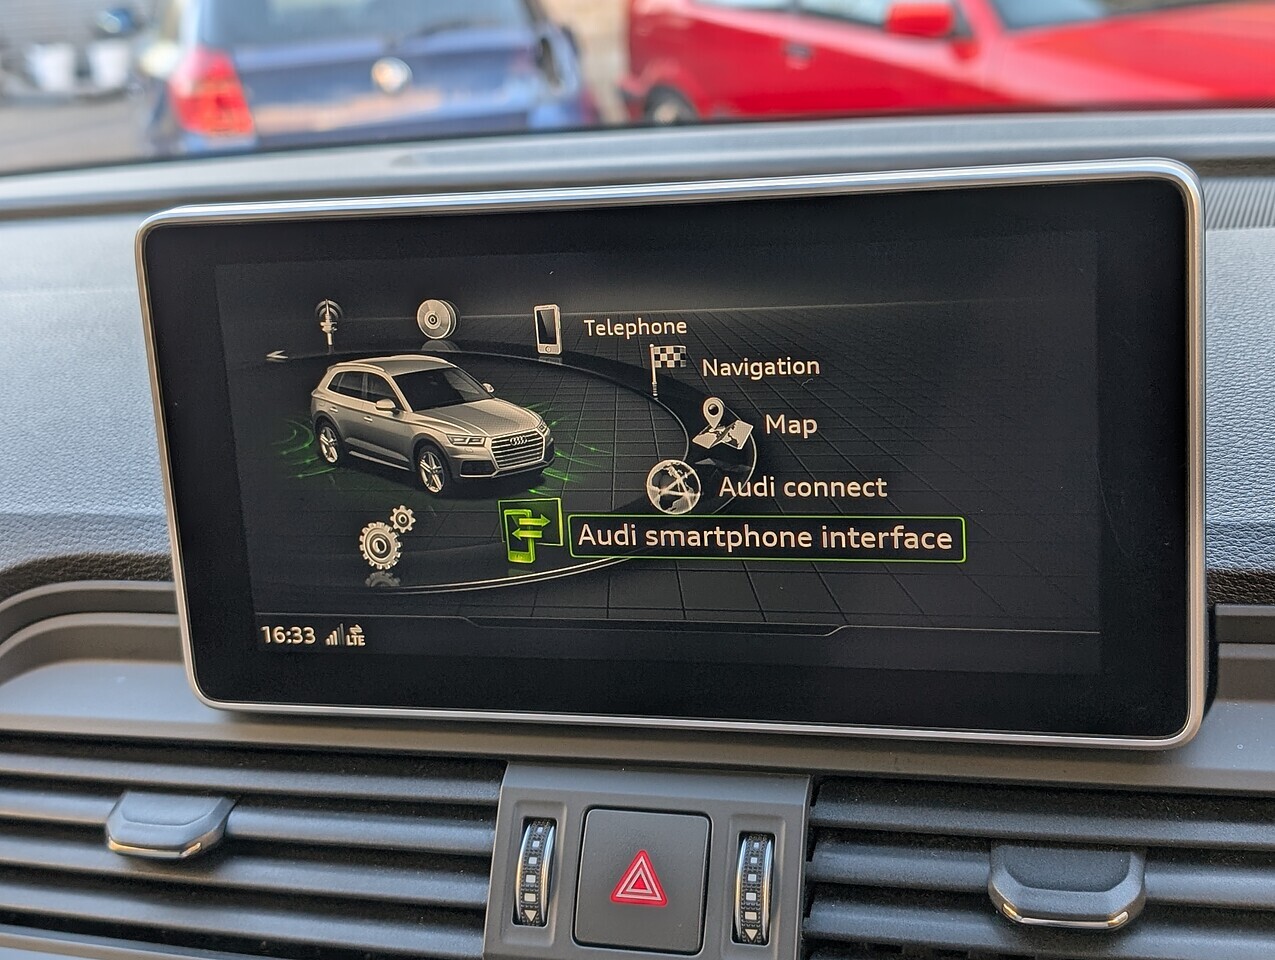 Telephone
Navigation
Map
Audi connect
Audi smartphone interface
16:33 LTE